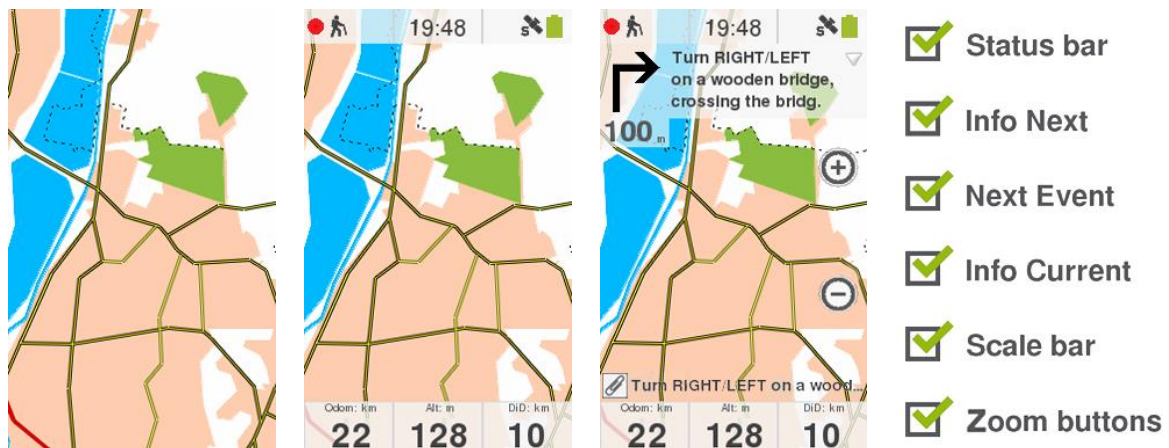 19:48
s
Odom: km
Alt: m
DiD: km
22
128
10
19:48
s
Turn RIGHT/LEFT
on a wooden bridge,
crossing the bridg.
100 m
Turn RIGHT/LEFT on a wood...
Odom: km
Alt: m
DiD: km
22
128
10
Status bar
Info Next
Next Event
Info Current
Scale bar
Zoom buttons